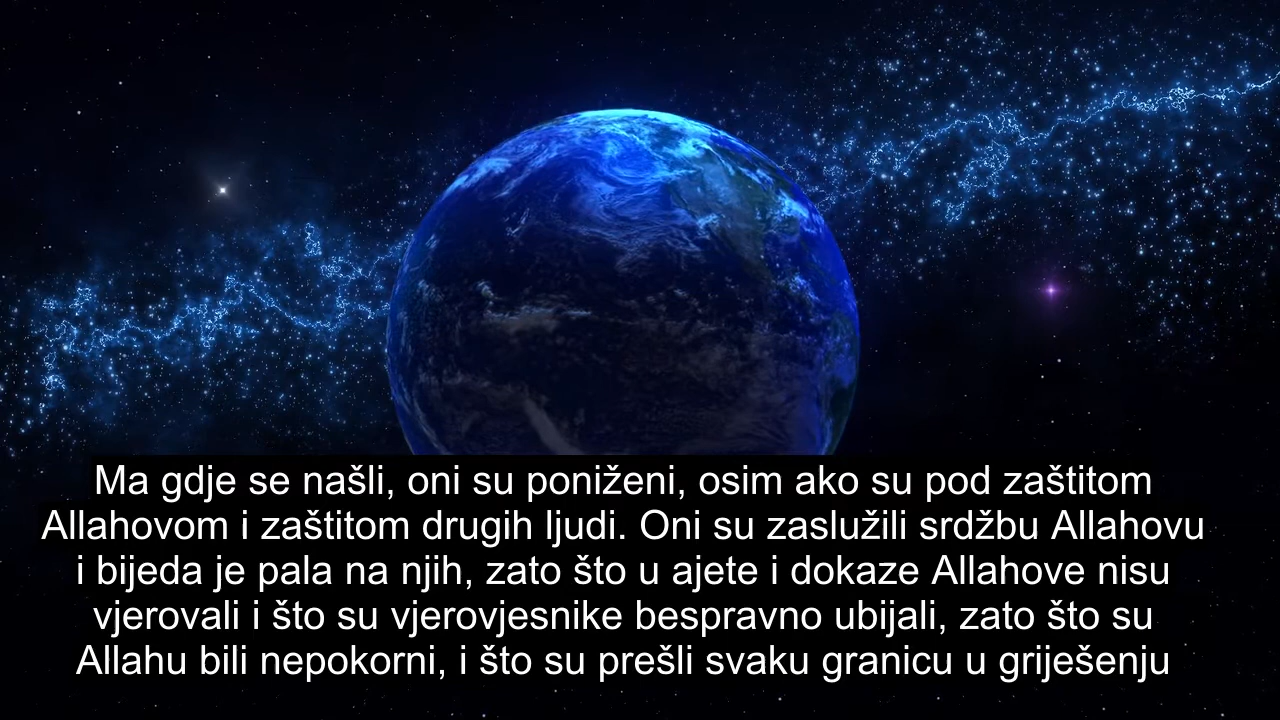 Ma gdje se našli, oni su poniženi, osim ako su pod zaštitom
Allahovom i zaštitom drugih ljudi. Oni su zaslužili srdžbu Allahovu
i bijeda je pala na njih, zato što u ajete i dokaze Allahove nisu
vjerovali i što su vjerovjesnike bespravno ubijali, zato što su
Allahu bili nepokorni, i što su prešli svaku granicu u griješenju